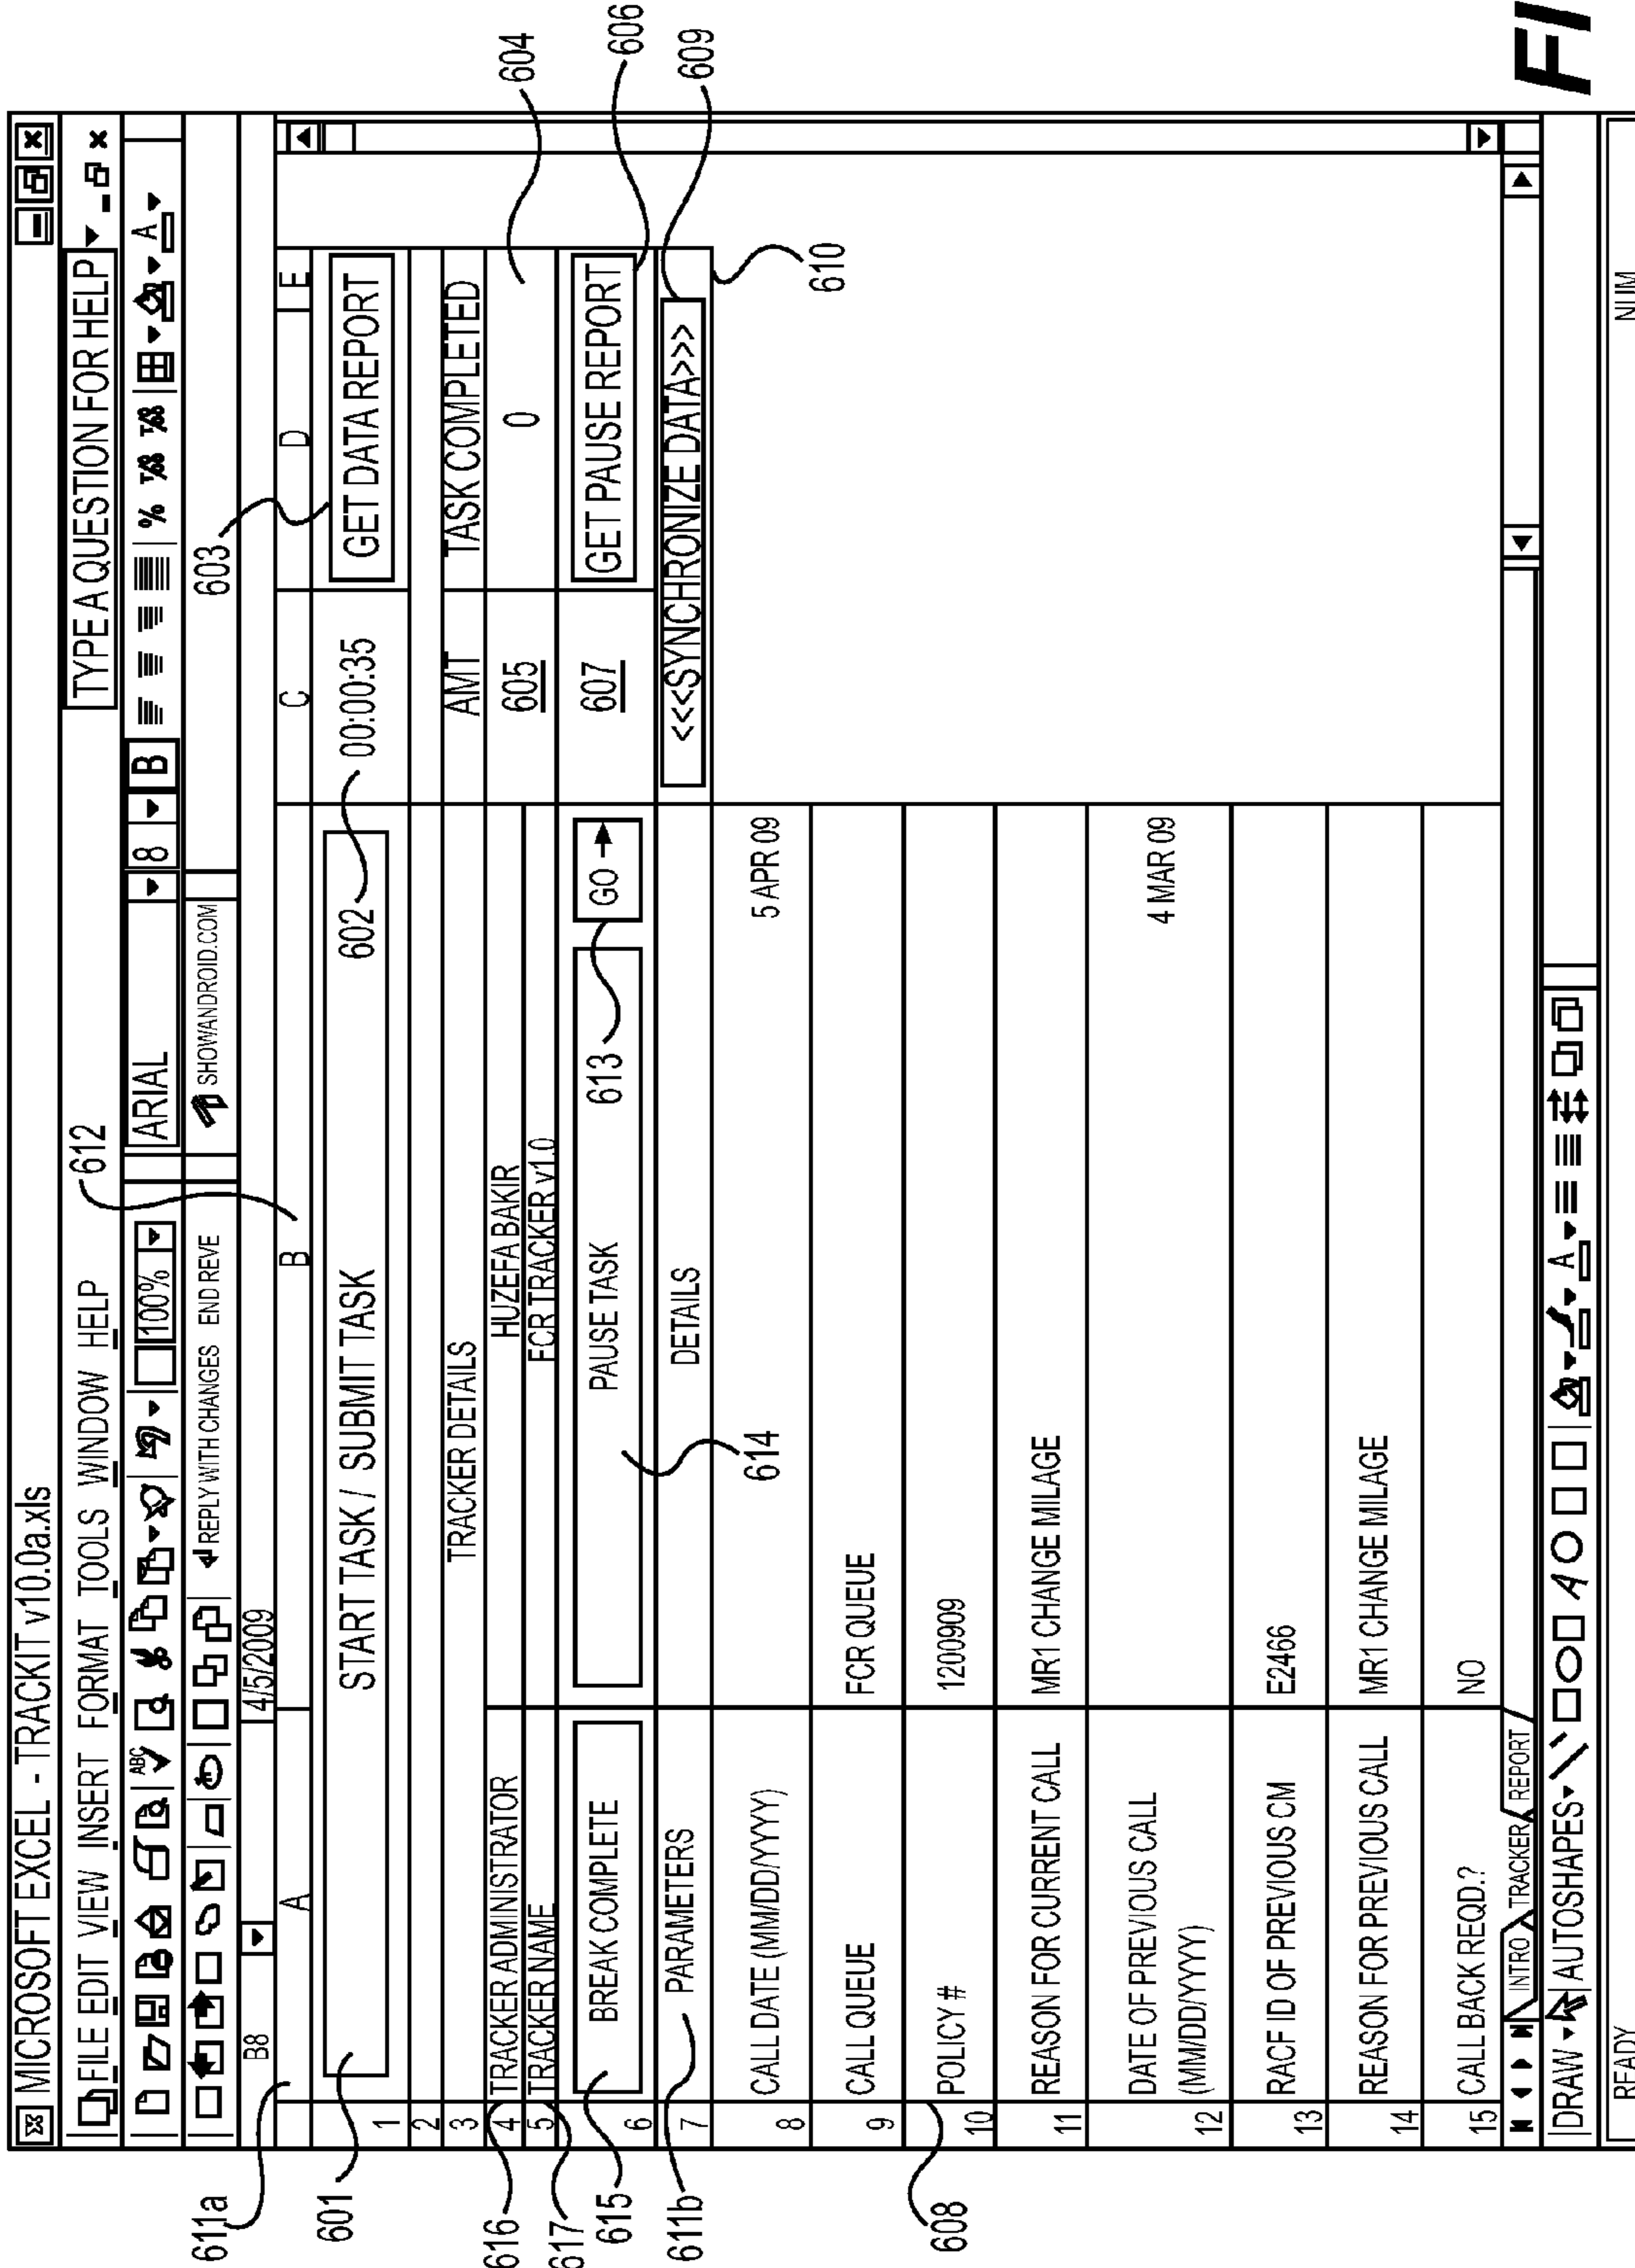 MICROSOFT EXCEL - TRACKIT v10.0a.xls
FILE EDIT VIEW INSERT FORMAT TOOLS WINDOW HELP
TYPE A QUESTION FOR HELP
612
ABC
100%
ARIAL
8
B
%
A
REPLY WITH CHANGES END REVE
SHOWANDROID.COM
603
B8
4/5/2009
611a
A
B
C
D
E
601
1
START TASK / SUBMIT TASK
602
00:00:35
GET DATA REPORT
2
3
TRACKER DETAILS
AMT
TASK COMPLETED
604
616
4
TRACKER ADMINISTRATOR
HUZEFA BAKIR
605
0
617
5
TRACKER NAME
FCR TRACKER v1.0
615
6
BREAK COMPLETE
PAUSE TASK
613
GO
607
GET PAUSE REPORT
606
611b
7
PARAMETERS
DETAILS
<<<SYNCHRONIZE DATA>>>
609
614
610
8
CALL DATE (MM/DD/YYYY)
5 APR 09
9
CALL QUEUE
FCR QUEUE
608
10
POLICY #
1200909
11
REASON FOR CURRENT CALL
MR1 CHANGE MILAGE
12
DATE OF PREVIOUS CALL
(MM/DD/YYYY)
4 MAR 09
13
RACF ID OF PREVIOUS CM
E2466
14
REASON FOR PREVIOUS CALL
MR1 CHANGE MILAGE
15
CALL BACK REQD.?
NO
INTRO TRACKER REPORT
DRAW AUTOSHAPES
A
A
READY
NUM
FI